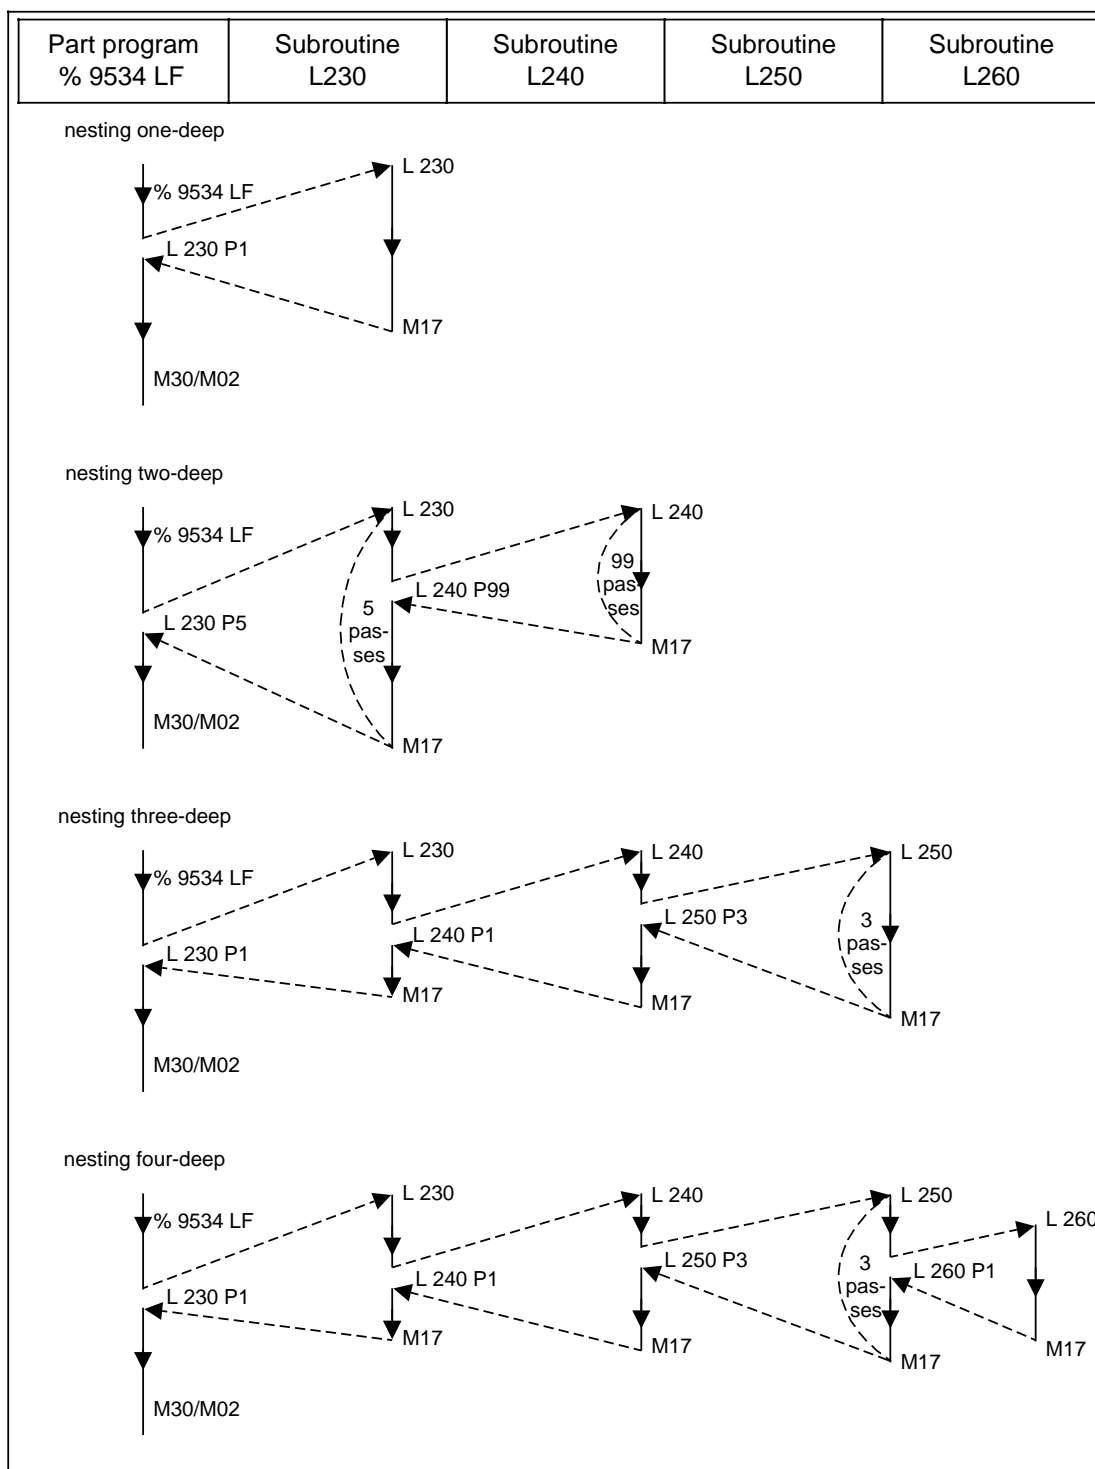 Part program
% 9534 LF
Subroutine
L230
Subroutine
L240
Subroutine
L250
Subroutine
L260
nesting one-deep
L 230
% 9534 LF
L 230 P1
M17
M30/M02
nesting two-deep
L 230
L 240
% 9534 LF
99
pas-
ses
L 240 P99
5
pas-
ses
L 230 P5
M17
M30/M02
M17
nesting three-deep
L 230
L 240
L 250
% 9534 LF
L 250 P3
3
pas-
ses
L 240 P1
L 230 P1
M17
M17
M17
M30/M02
nesting four-deep
L 230
L 240
L 250
% 9534 LF
L 260
L 250 P3
3
pas-
ses
L 260 P1
L 240 P1
L 230 P1
M17
M17
M17
M17
M30/M02